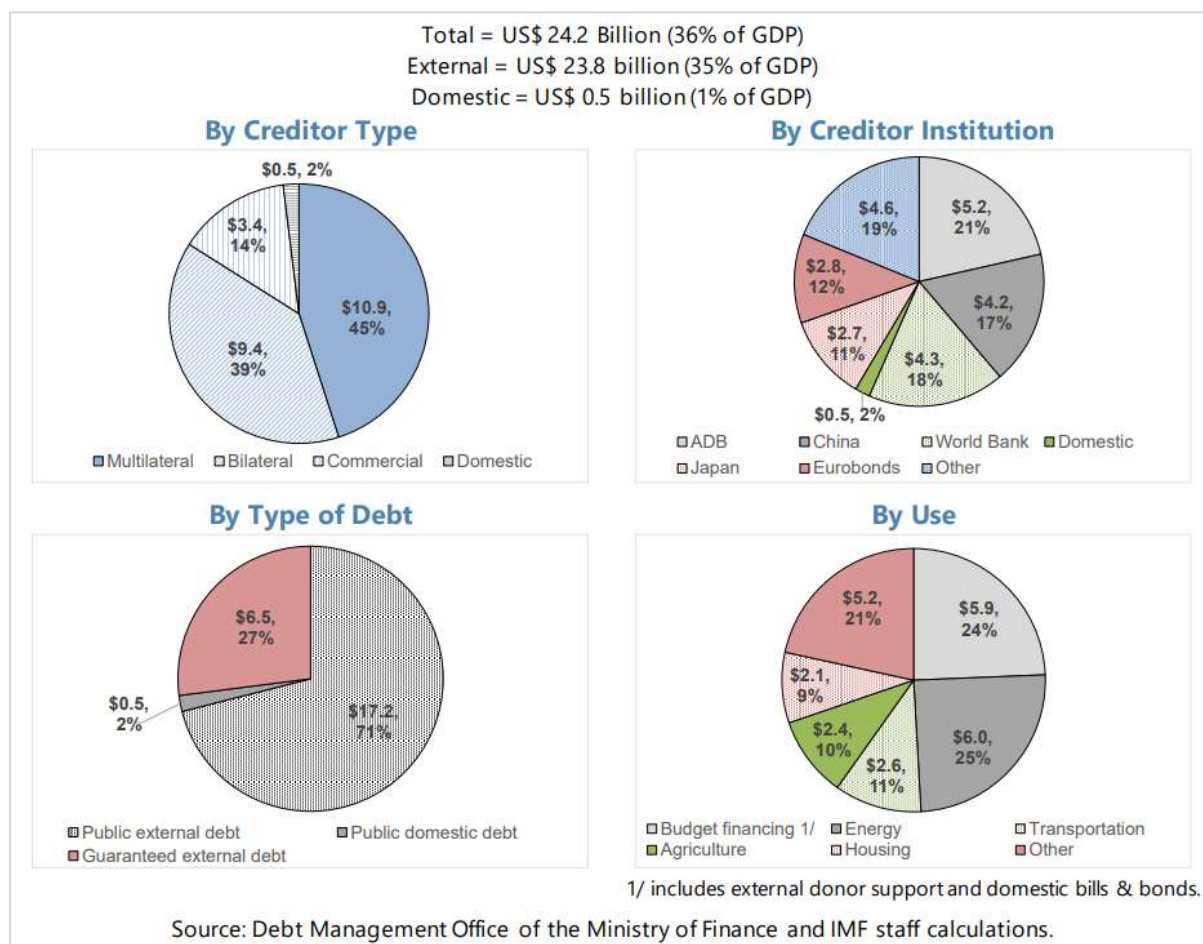 Total = US$ 24.2 Billion (36% of GDP)
External = US$ 23.8 billion (35% of GDP)
Domestic = US$ 0.5 billion (1% of GDP)
By Creditor Type
$0.5, 2%
$3.4,
14%
$10.9,
45%
$9.4,
39%
Multilateral Bilateral Commercial Domestic
By Creditor Institution
$4.6,
19%
$5.2,
21%
$2.8,
12%
$4.2,
17%
$2.7,
11%
$4.3,
18%
$0.5, 2%
ADB China World Bank Domestic
Japan Eurobonds Other
By Type of Debt
$6.5,
27%
$0.5,
2%
$17.2,
71%
Public external debt Public domestic debt
Guaranteed external debt
By Use
$5.2,
21%
$5.9,
24%
$2.1,
9%
$2.4,
10%
$6.0,
25%
$2.6,
11%
Budget financing 1/ Energy Transportation
Agriculture Housing Other
1/ includes external donor support and domestic bills & bonds.
Source: Debt Management Office of the Ministry of Finance and IMF staff calculations.